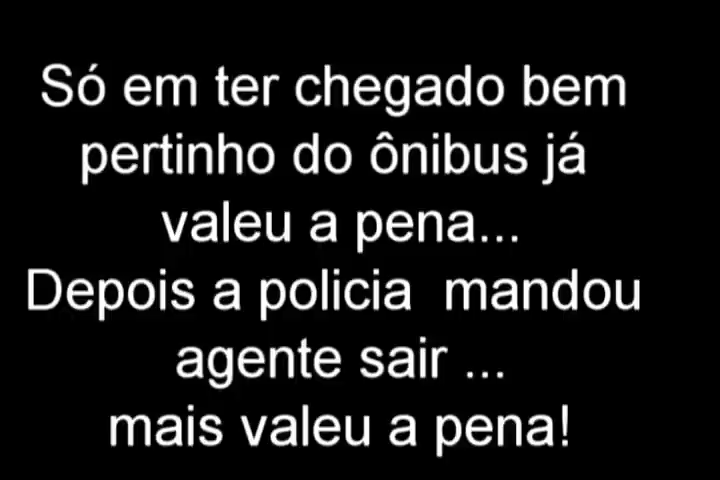 Só em ter chegado bem
pertinho do ônibus já
valeu a pena...
Depois a policia  mandou
agente sair ...
mais valeu a pena!